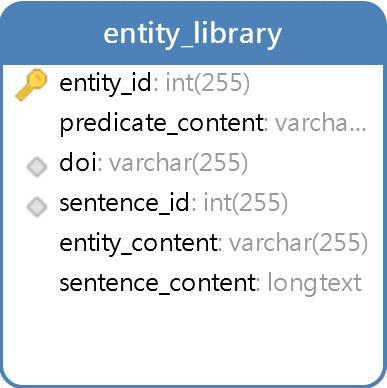 entity_library
entity_id: int(255)
predicate_content: varcha...
doi: varchar(255)
sentence_id: int(255)
entity_content: varchar(255)
sentence_content: longtext